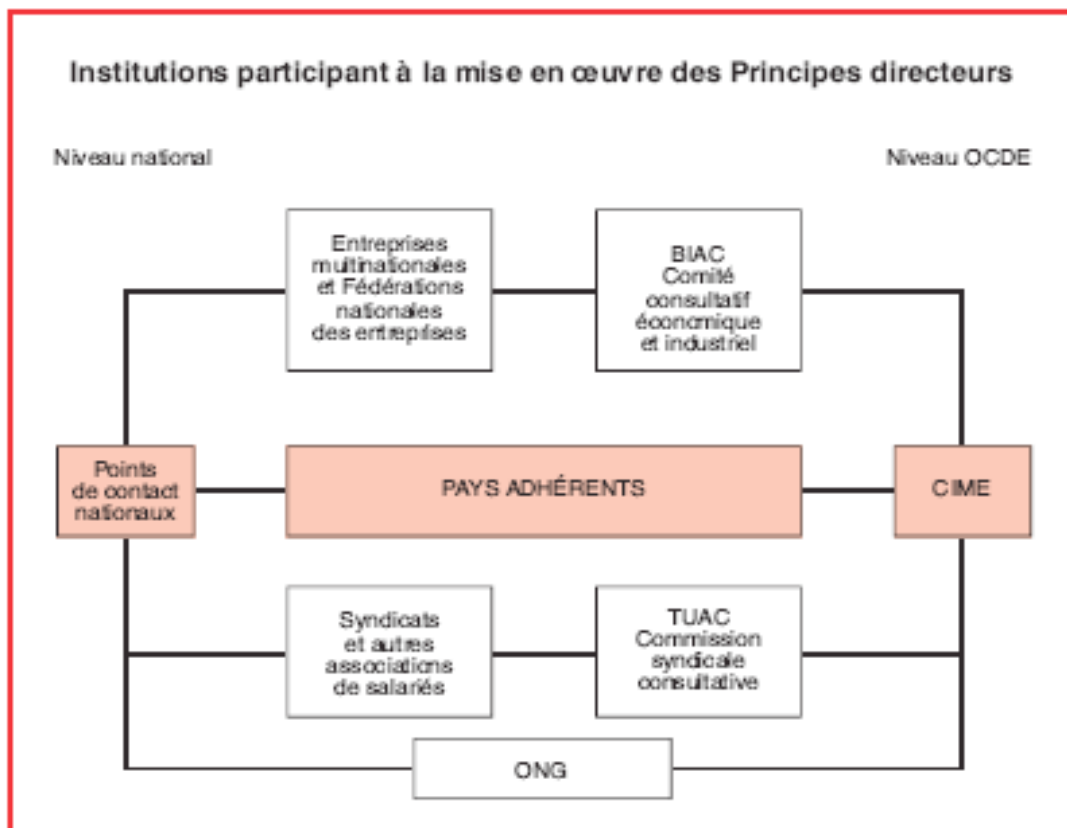 Institutions participant à la mise en œuvre des Principes directeurs
Niveau national
Niveau OCDE
Entreprises
multinationales
et Fédérations
nationales
des entreprises
BIAC
Comité
consultatif
économique
et industriel
Points
de contact
nationaux
PAYS ADHÉRENTS
CIME
Syndicats
et autres
associations
de salariés
TUAC
Commission
syndicale
consultative
ONG